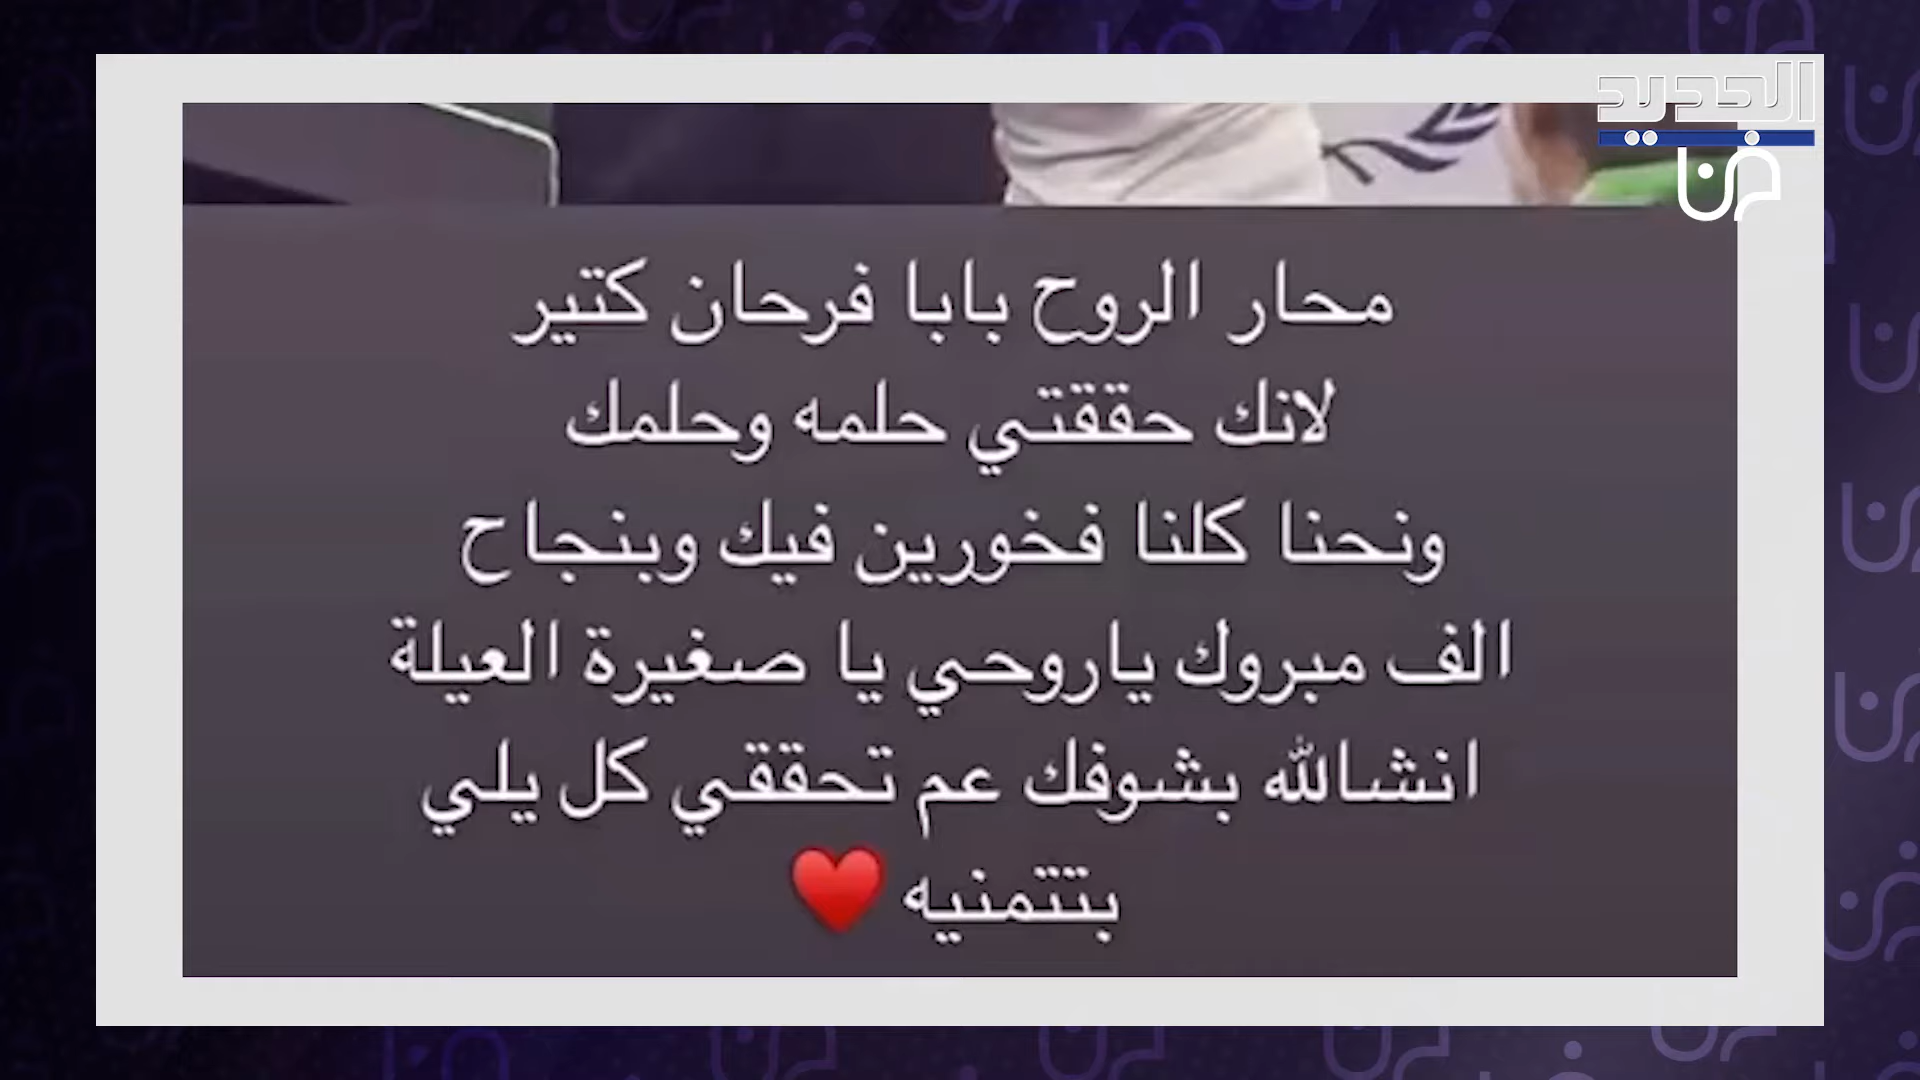 الجديد
فن
محار الروح بابا فرحان كتير
لانك حققتي حلمه وحلمك
ونحنا كلنا فخورين فيك وبنجاح
الف مبروك ياروحي يا صغيرة العيلة
انشالله بشوفك عم تحققي كل يلي
بتتمنيه ♥️